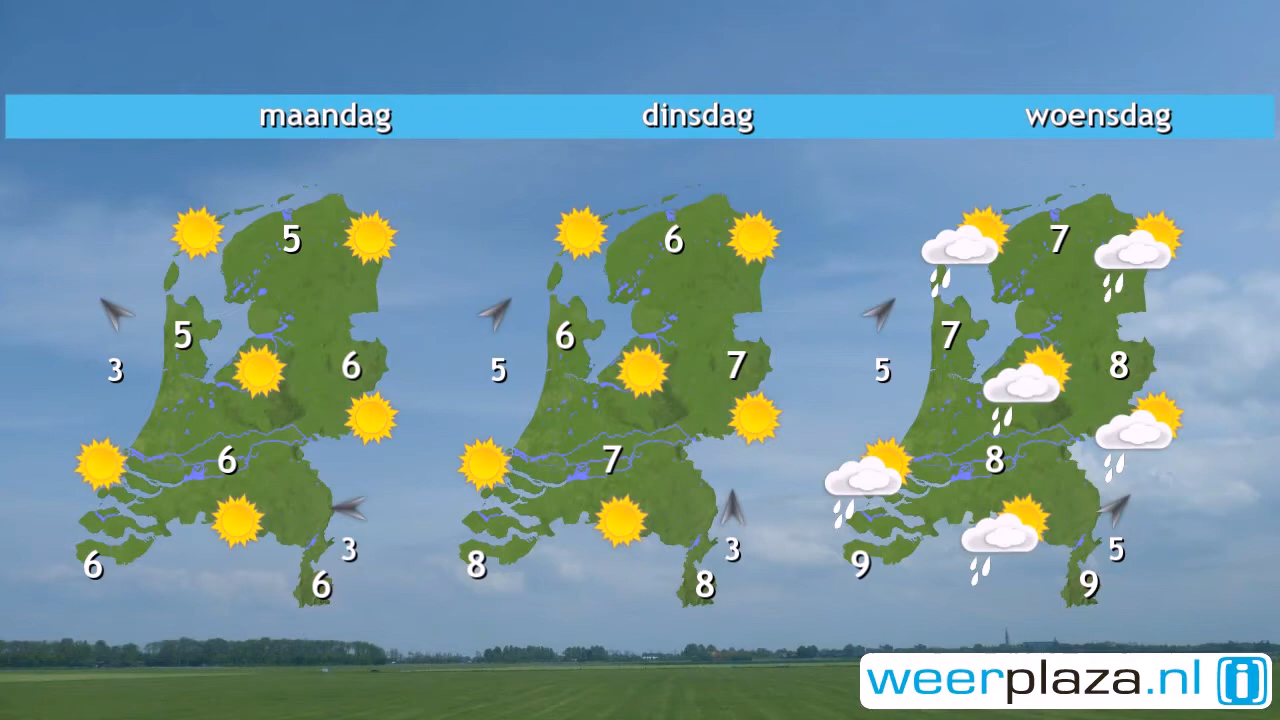 maandag dinsdag woensdag
5 6 7
5 6 6 7 7 8
3 5 5
6 7 8
3 3 5
6 6 8 8 9 9
weerplaza.nl